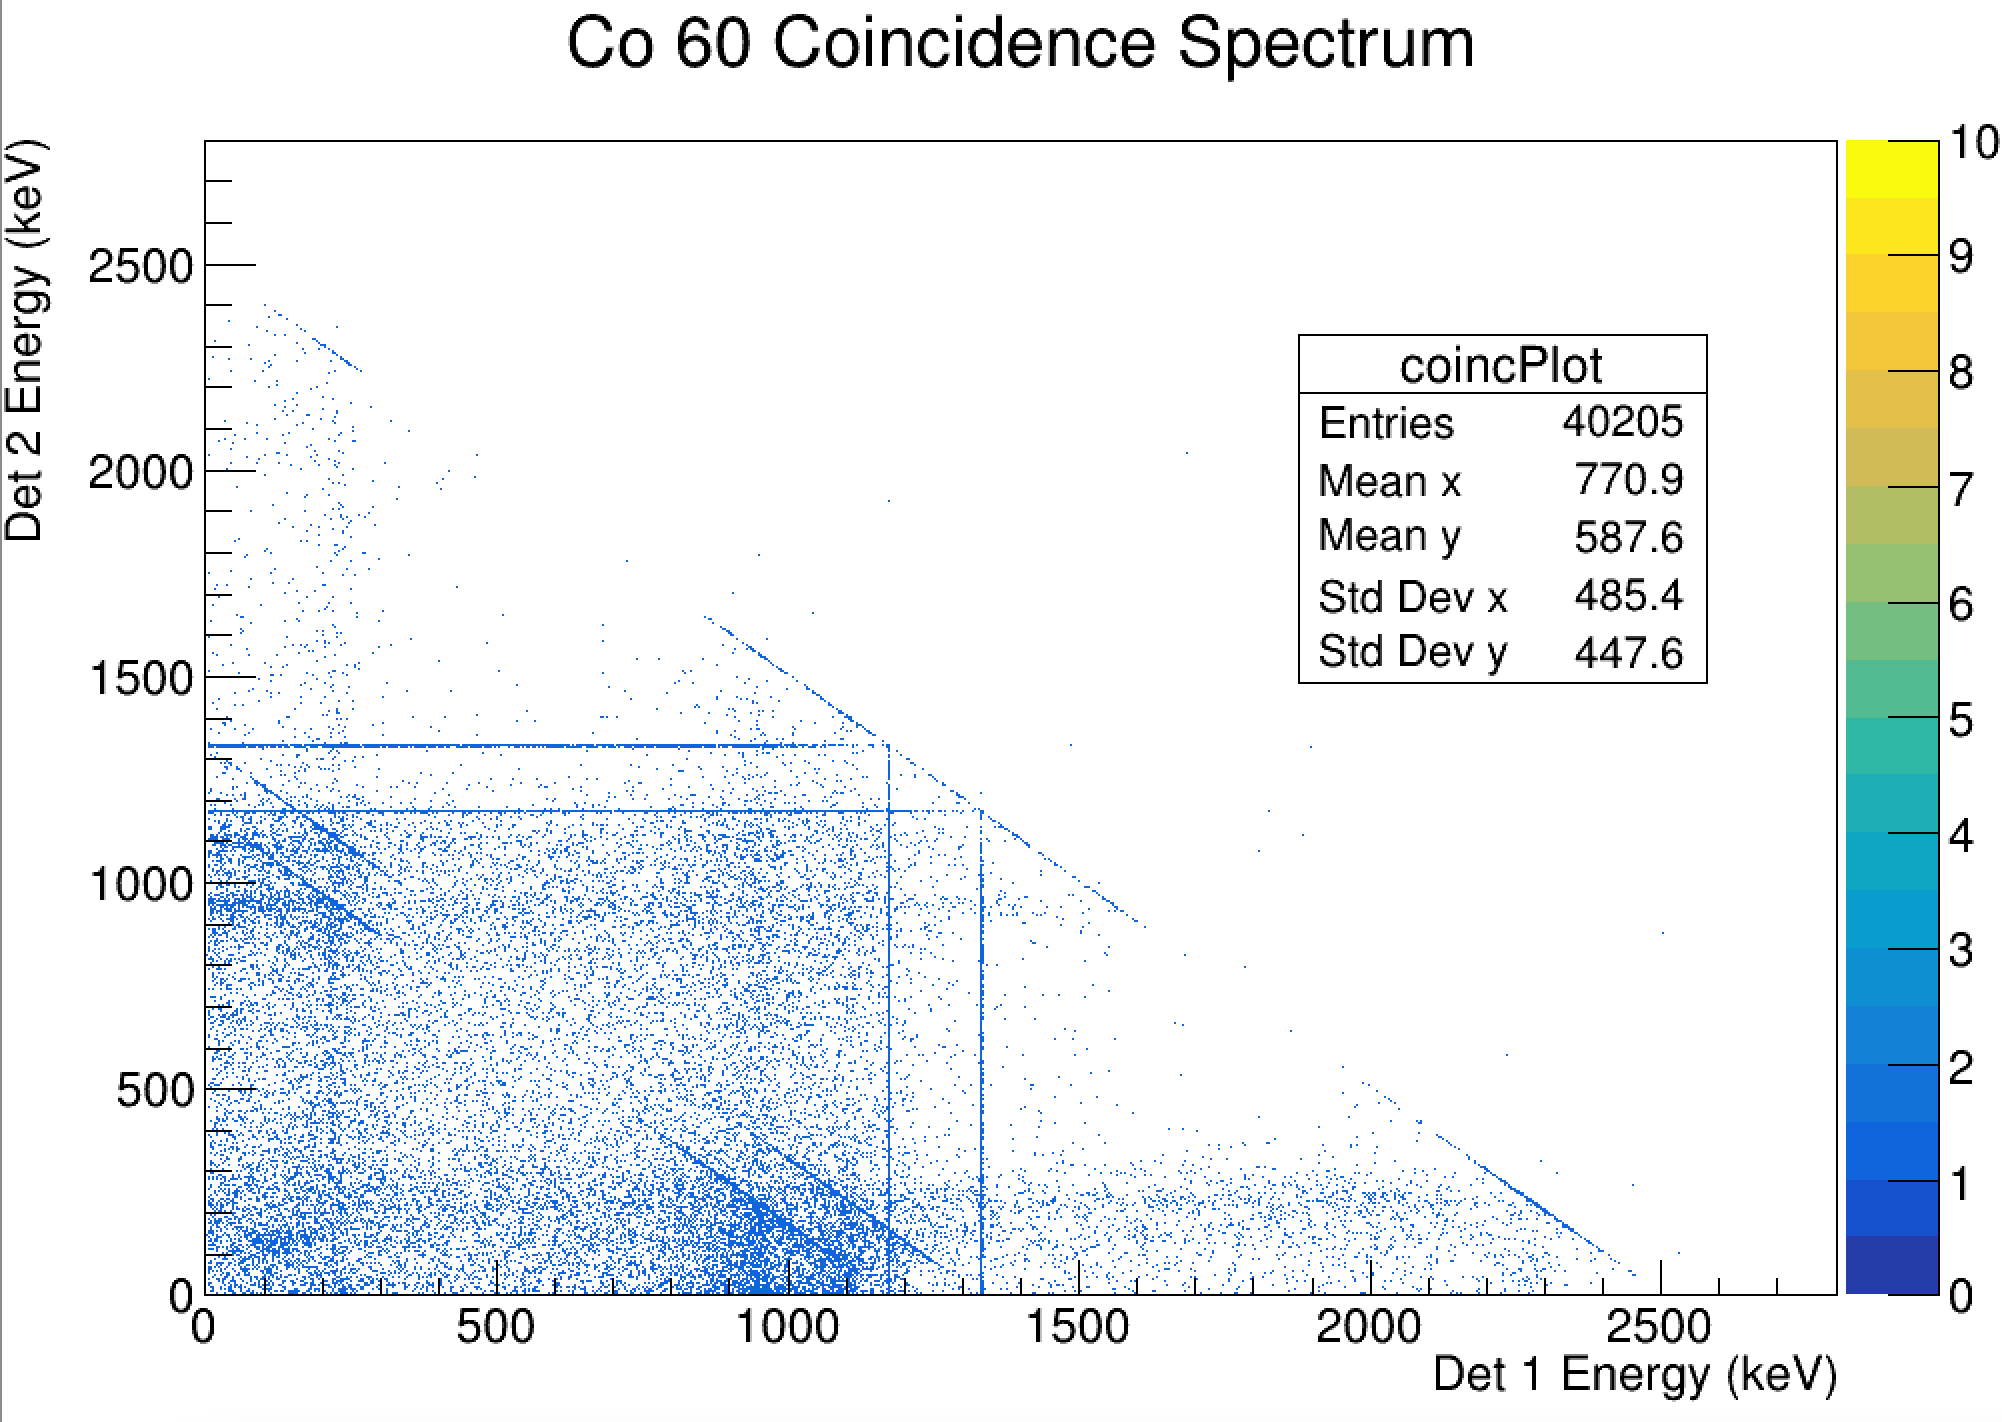 Co 60 Coincidence Spectrum
Det 2 Energy (keV)
2500
2000
1500
1000
500
0
0 500 1000 1500 2000 2500
Det 1 Energy (keV)
coincPlot
Entries 40205
Mean x 770.9
Mean y 587.6
Std Dev x 485.4
Std Dev y 447.6
10
9
8
7
6
5
4
3
2
1
0